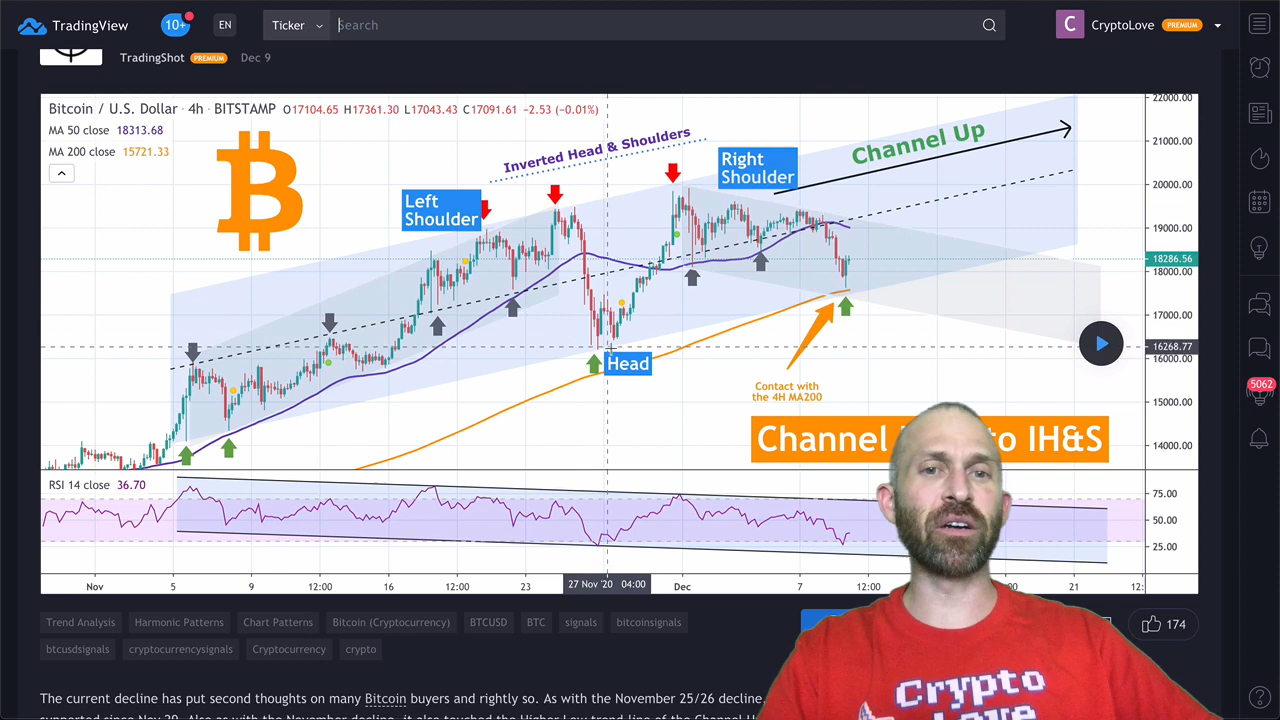 TradingView
10+
EN
Ticker
Search
C
CryptoLove PREMIUM
TradingShot PREMIUM Dec 9
Bitcoin / U.S. Dollar · 4h · BITSTAMP O17104.65 H17361.30 L17043.43 C17091.61 −2.53 (−0.01%)
MA 50 close 18313.68
MA 200 close 15721.33
Inverted Head & Shoulders
Left
Shoulder
Right
Shoulder
Channel Up
Head
Contact with
the 4H MA200
Channel
o IH&S
22000.00
21000.00
20000.00
19000.00
18286.56
18000.00
17000.00
16268.77
16000.00
15000.00
14000.00
RSI 14 close 36.70
75.00
50.00
25.00
Nov
5
9
12:00
16
12:00
23
27 Nov '20 04:00
Dec
7
12:00
21
12:
5062
Trend Analysis
Harmonic Patterns
Chart Patterns
Bitcoin (Cryptocurrency)
BTCUSD
BTC
signals
bitcoinsignals
174
btcusdsignals
cryptocurrencysignals
Cryptocurrency
crypto
The current decline has put second thoughts on many Bitcoin buyers and rightly so. As with the November 25/26 decline,
Crypto
Love